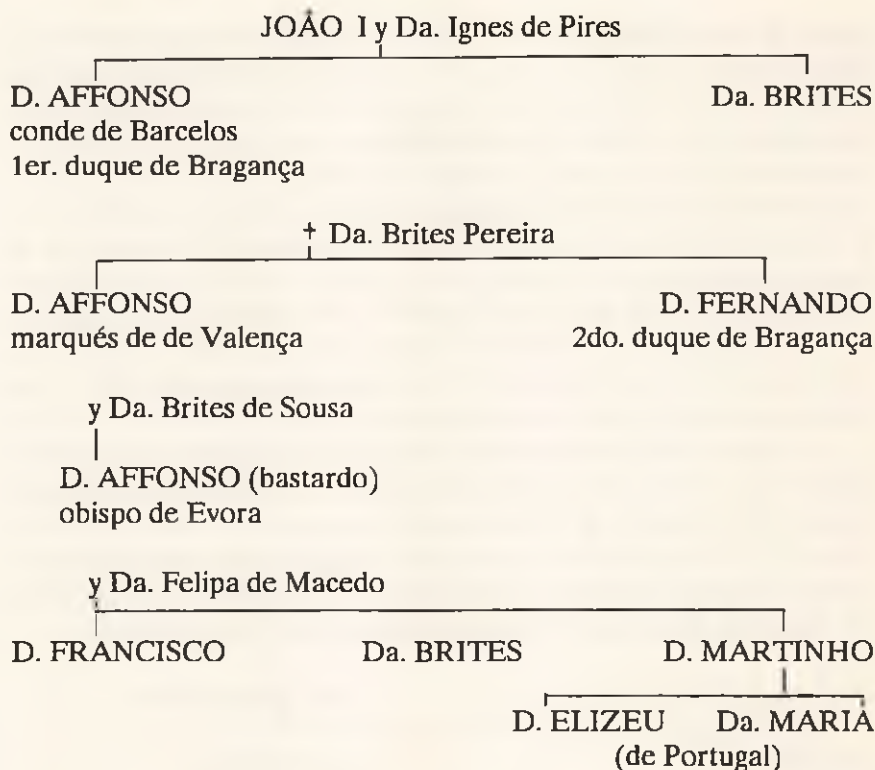 JOÂO I y Da. Ignes de Pires
D. AFFONSO Da. BRITES
conde de Barcelos
1er. duque de Bragança
† Da. Brites Pereira
D. AFFONSO D. FERNANDO
marqués de de Valença 2do. duque de Bragança
y Da. Brites de Sousa
D. AFFONSO (bastardo)
obispo de Evora
y Da. Felipa de Macedo
D. FRANCISCO Da. BRITES D. MARTINHO
D. ELIZEU Da. MARIA
(de Portugal)